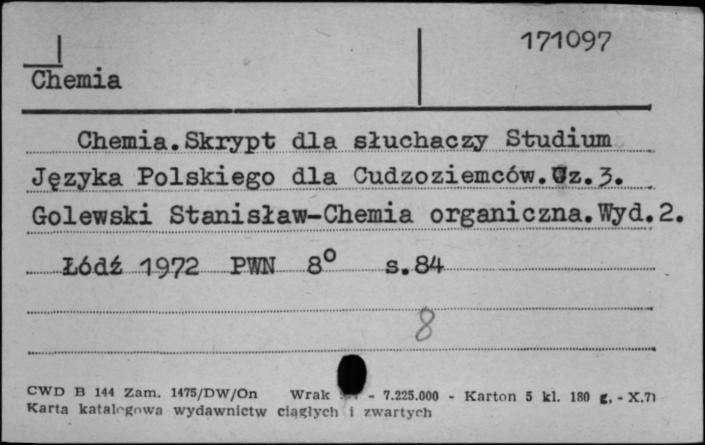 171097
Chemia
Chemia.Skrypt dla słuchaczy Studium
Języka Polskiego dla Cudzoziemców.Cz.3.
Golewski Stanisław-Chemia organiczna.Wyd.2.
Łódź 1972 PWN 8° s.84
8
CWD B 144 Zam. 1475/DW/On Wrak - 7.225.000 - Karton 5 kl. 180 g, - X.71
Karta katalogowa wydawnictw ciągłych i zwartych